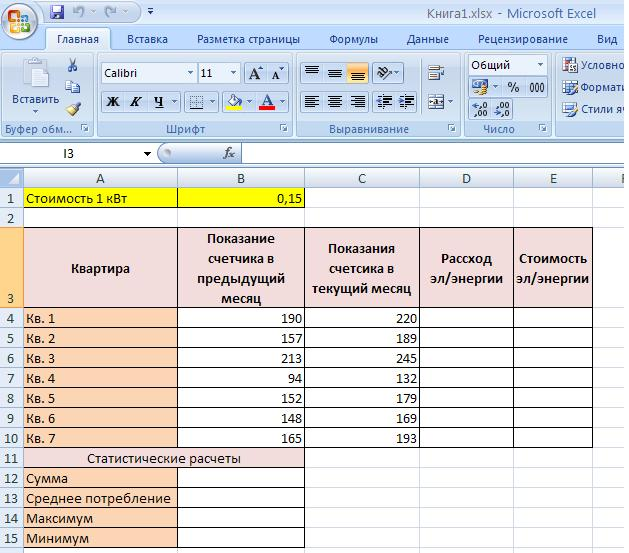 Книга1.xlsx - Microsoft Excel
Главная Вставка Разметка страницы Формулы Данные Рецензирование Вид
Calibri 11 Общий Условно
Вставить Ж К Ч % 000 Формати
,00 ,00 Стили яч
Буфер обм... Шрифт Выравнивание Число
I3 fx
A B C D E F
1 Стоимость 1 кВт 0,15
2
Показание
счетчика в
предыдущий
месяц
Показания
счетсика в
текущий месяц
Рассход
эл/энергии
Стоимость
эл/энергии
3 Квартира
4 Кв. 1 190 220
5 Кв. 2 157 189
6 Кв. 3 213 245
7 Кв. 4 94 132
8 Кв. 5 152 179
9 Кв. 6 148 169
10 Кв. 7 165 193
11 Статистические расчеты
12 Сумма
13 Среднее потребление
14 Максимум
15 Минимум